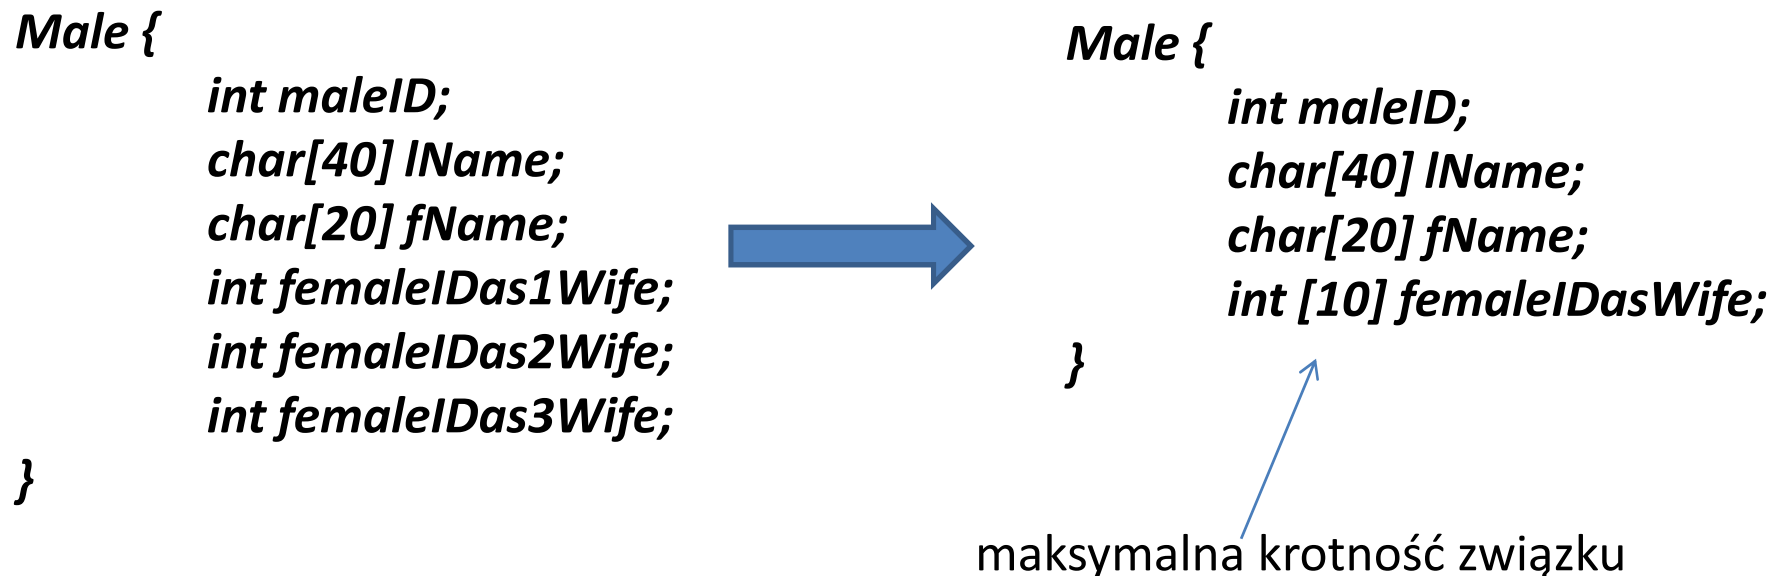 Male {
int maleID;
char[40] lName;
char[20] fName;
int femaleIDas1Wife;
int femaleIDas2Wife;
int femaleIDas3Wife;
}
Male {
int maleID;
char[40] lName;
char[20] fName;
int [10] femaleIDasWife;
}
maksymalna krotność związku